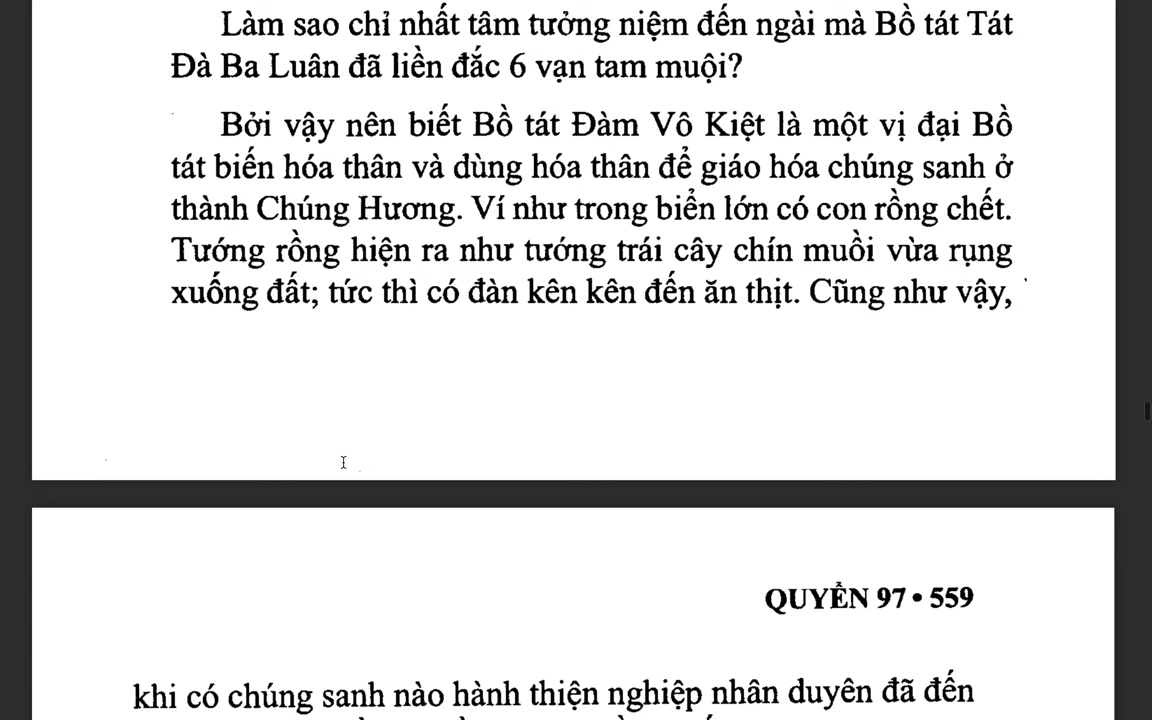 Làm sao chỉ nhất tâm tưởng niệm đến ngài mà Bồ tát Tát
Đà Ba Luân đã liền đắc 6 vạn tam muội?
Bởi vậy nên biết Bồ tát Đàm Vô Kiệt là một vị đại Bồ
tát biến hóa thân và dùng hóa thân để giáo hóa chúng sanh ở
thành Chúng Hương. Ví như trong biển lớn có con rồng chết.
Tướng rồng hiện ra như tướng trái cây chín muồi vừa rụng
xuống đất; tức thì có đàn kên kên đến ăn thịt. Cũng như vậy,
QUYỂN 97 • 559
khi có chúng sanh nào hành thiện nghiệp nhân duyên đã đến